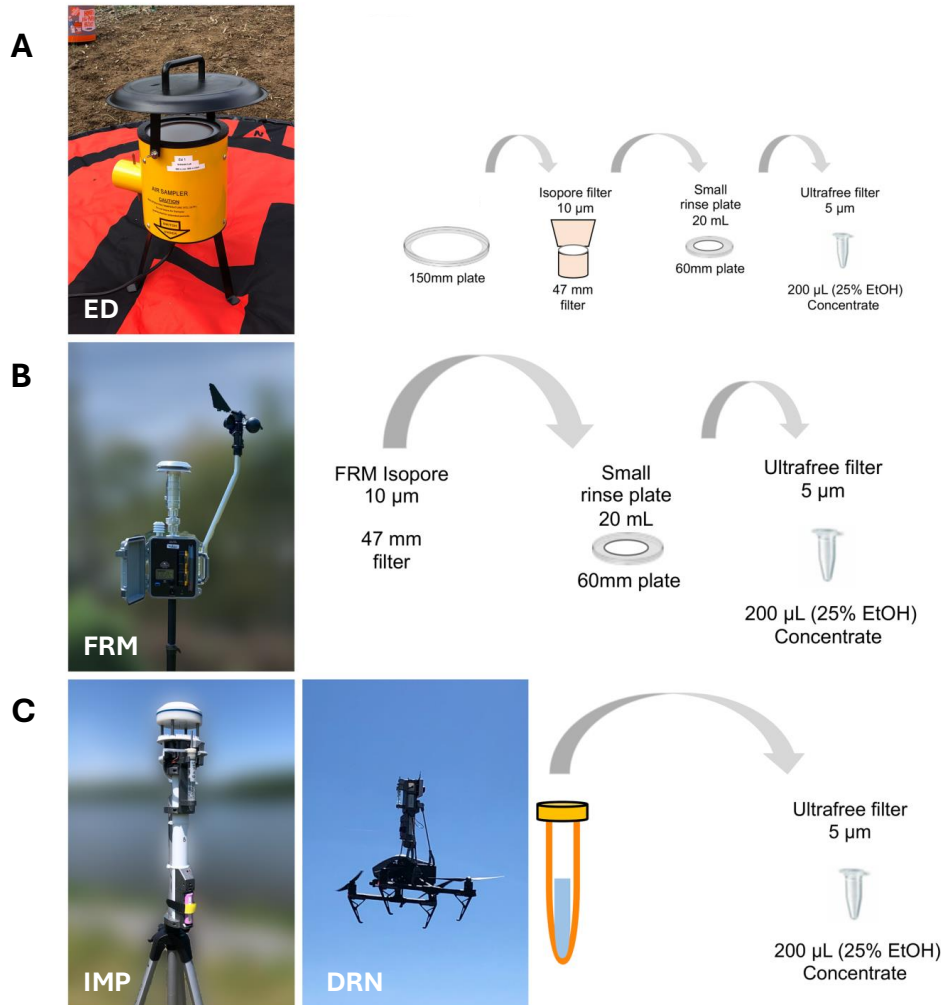 A
AIR SAMPLER
CAUTION
ED
150mm plate
Isopore filter
10 µm
47 mm
filter
Small
rinse plate
20 mL
60mm plate
Ultrafree filter
5 µm
200 µL (25% EtOH)
Concentrate
B
FRM
FRM Isopore
10 µm
47 mm
filter
Small
rinse plate
20 mL
60mm plate
Ultrafree filter
5 µm
200 µL (25% EtOH)
Concentrate
C
IMP
DRN
Ultrafree filter
5 µm
200 µL (25% EtOH)
Concentrate